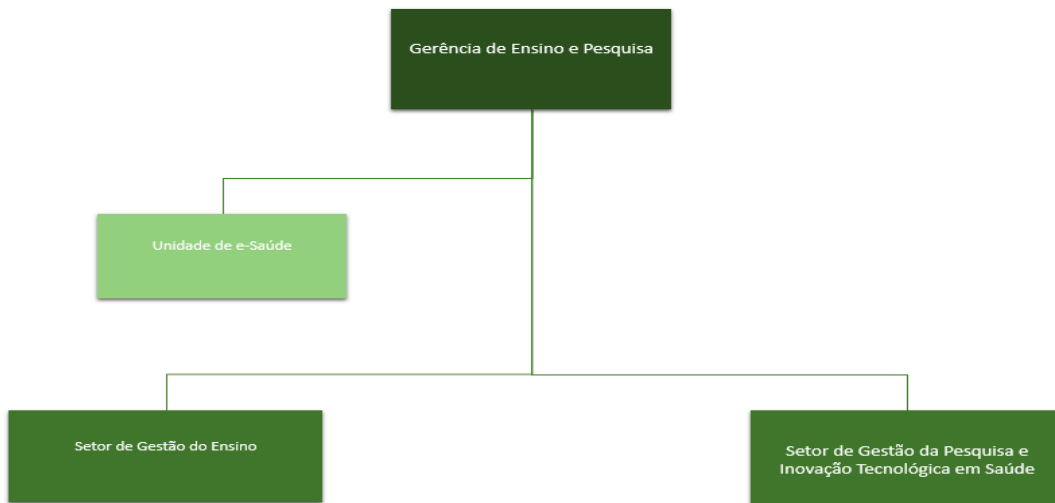 Gerência de Ensino e Pesquisa
Unidade de e-Saúde
Setor de Gestão do Ensino
Setor de Gestão da Pesquisa e
Inovação Tecnológica em Saúde